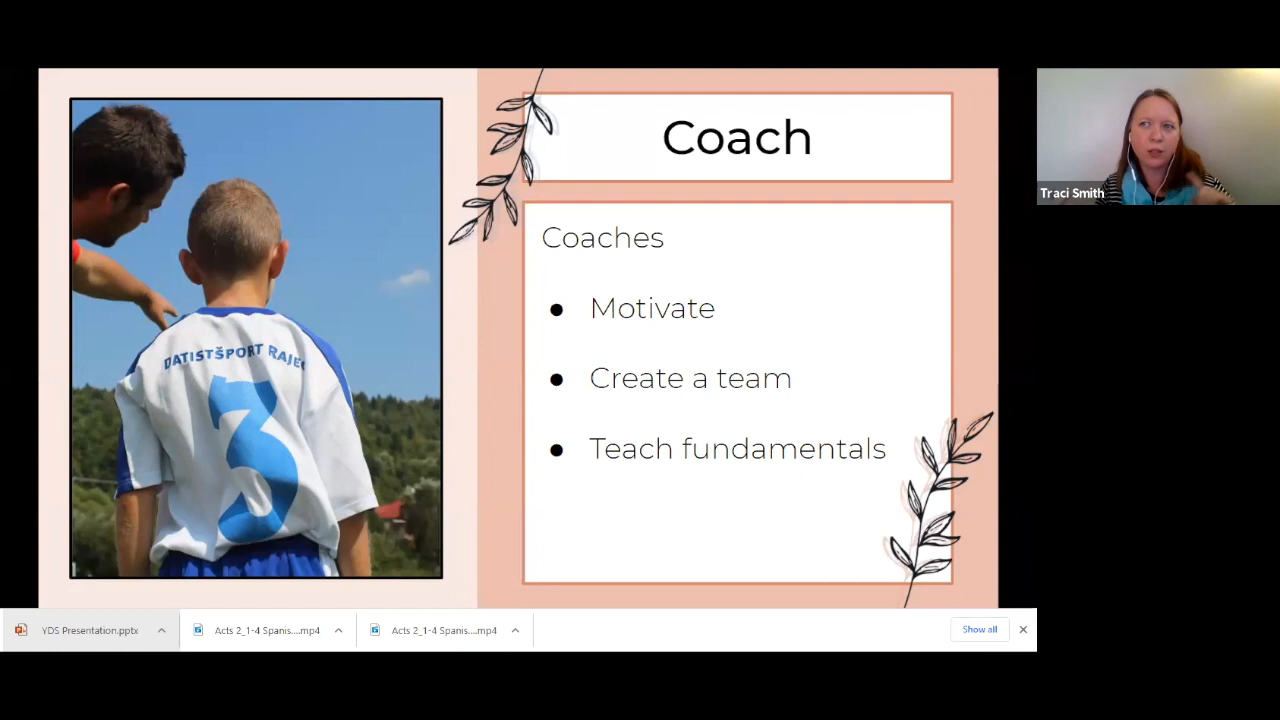 Coach
Coaches
● Motivate
● Create a team
● Teach fundamentals
DATISTŠPORT RAJEC
3
Traci Smith
YDS Presentation.pptx
Acts 2_1-4 Spanis....mp4
Acts 2_1-4 Spanis....mp4
Show all